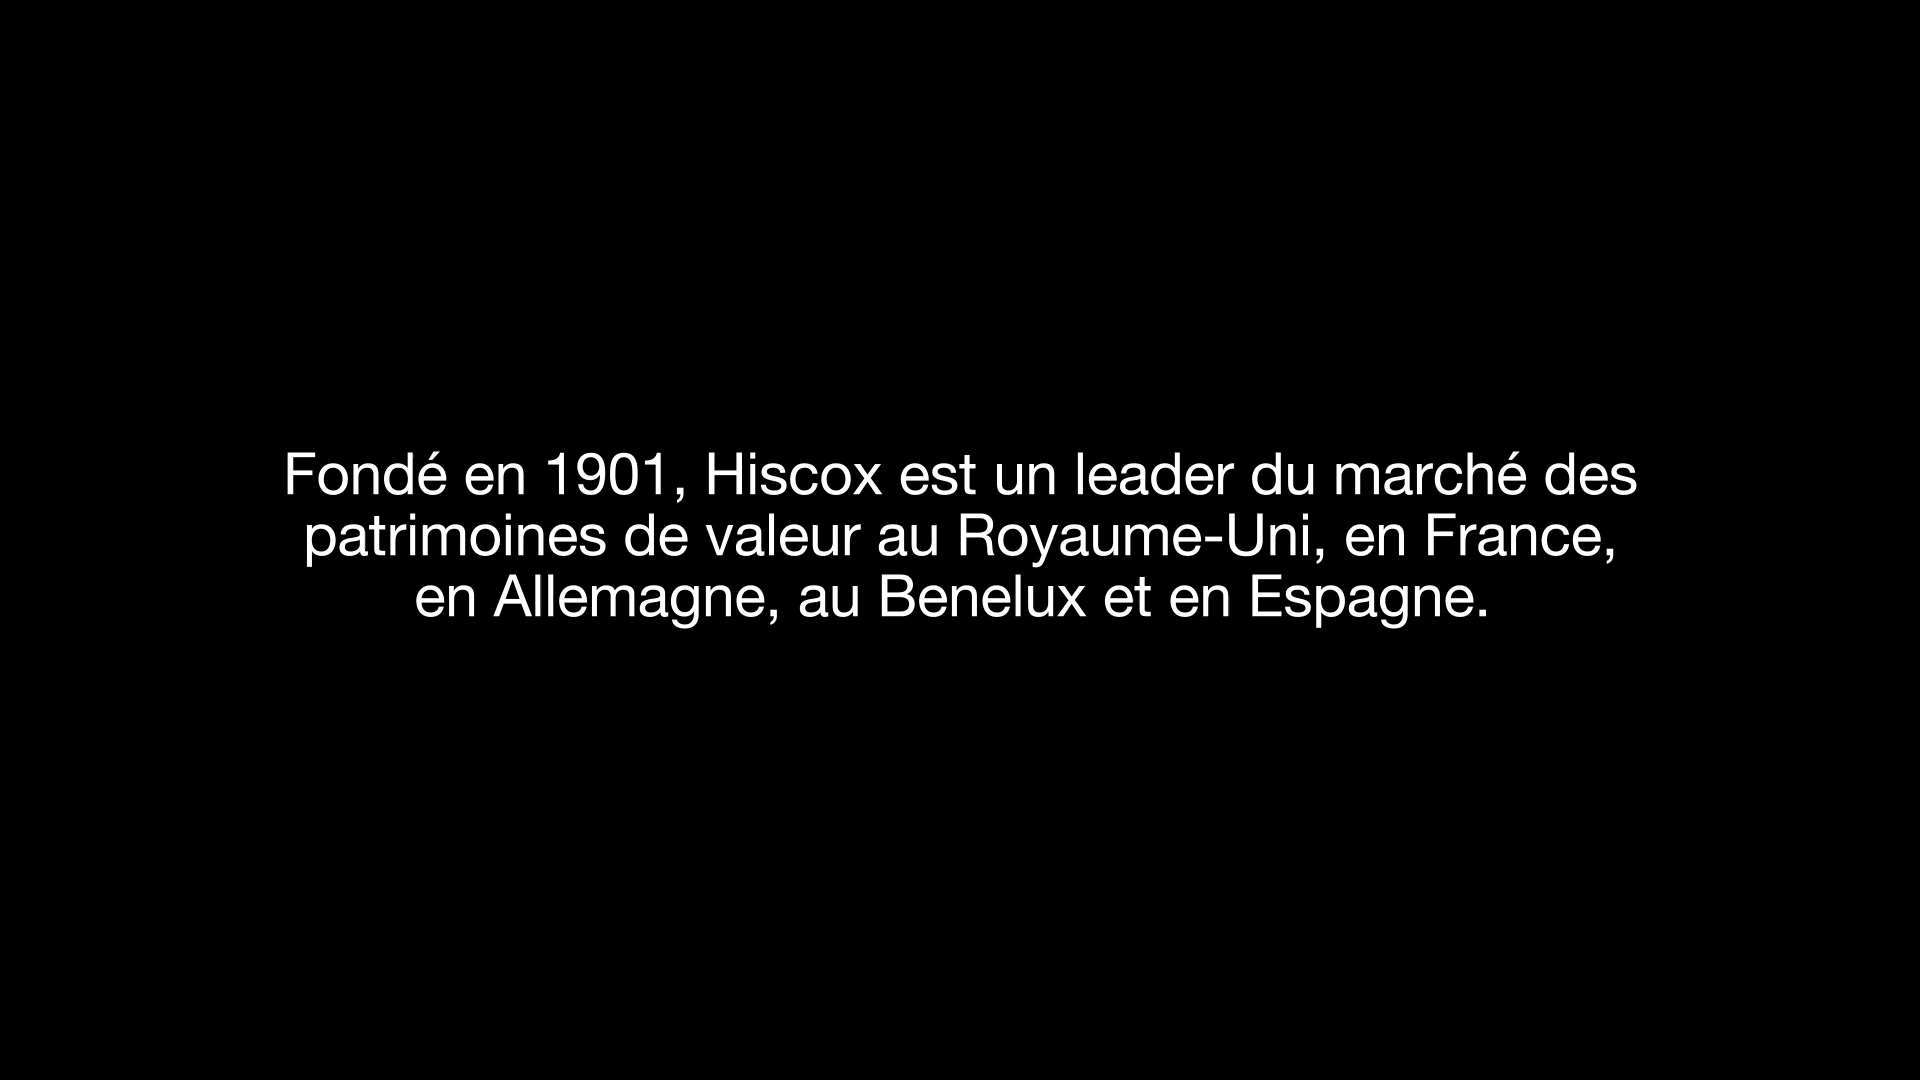 Fondé en 1901, Hiscox est un leader du marché des
patrimoines de valeur au Royaume-Uni, en France,
en Allemagne, au Benelux et en Espagne.